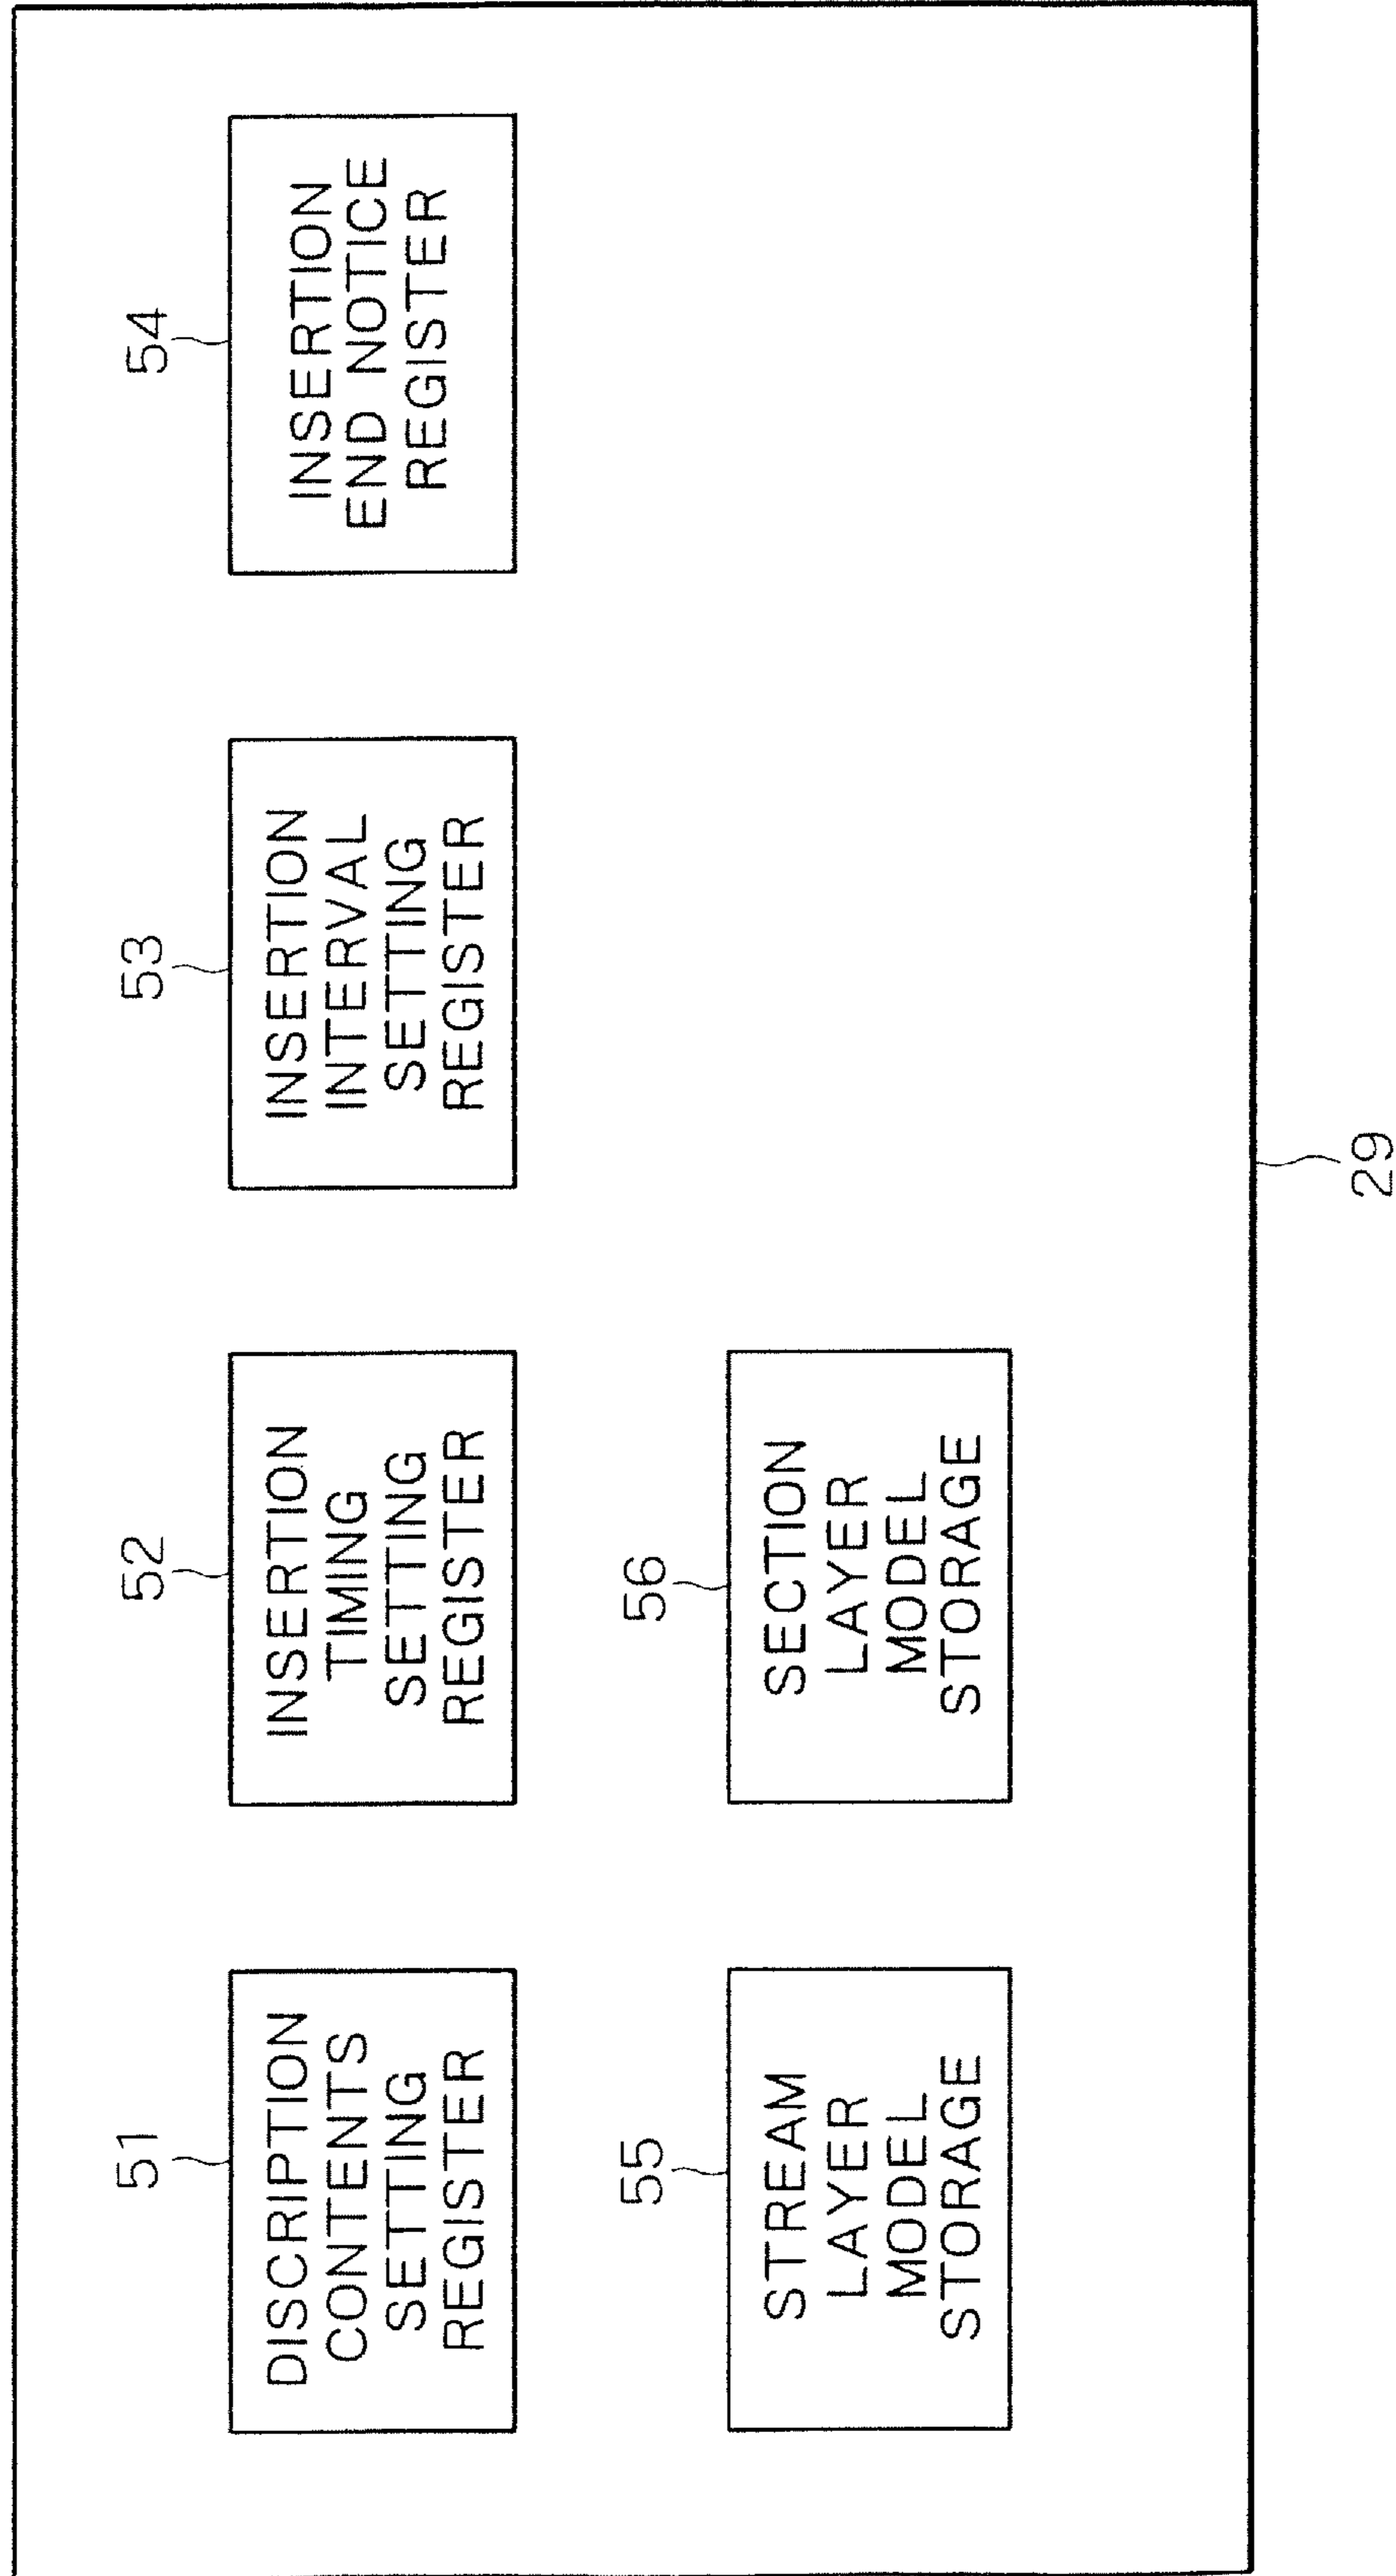 51
DISCRIPTION
CONTENTS
SETTING
REGISTER
52
INSERTION
TIMING
SETTING
REGISTER
53
INSERTION
INTERVAL
SETTING
REGISTER
54
INSERTION
END NOTICE
REGISTER
55
STREAM
LAYER
MODEL
STORAGE
56
SECTION
LAYER
MODEL
STORAGE
29